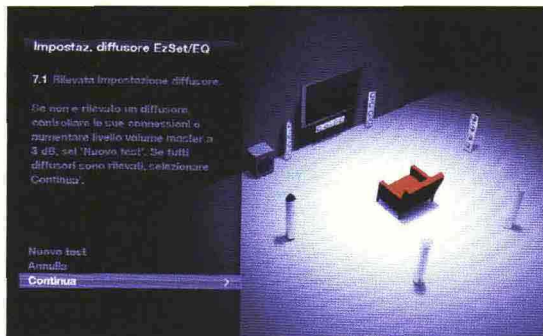 Impostaz. diffusore EzSet/EQ
7.1 Rilevata impostazione diffusore.
Se non è rilevato un diffusore,
controllare le sue connessioni o
aumentare livello volume master a
3 dB, sel 'Nuovo test'. Se tutti
diffusori sono rilevati, selezionare
Continua'.
Nuovo test
Annulla
Continua >